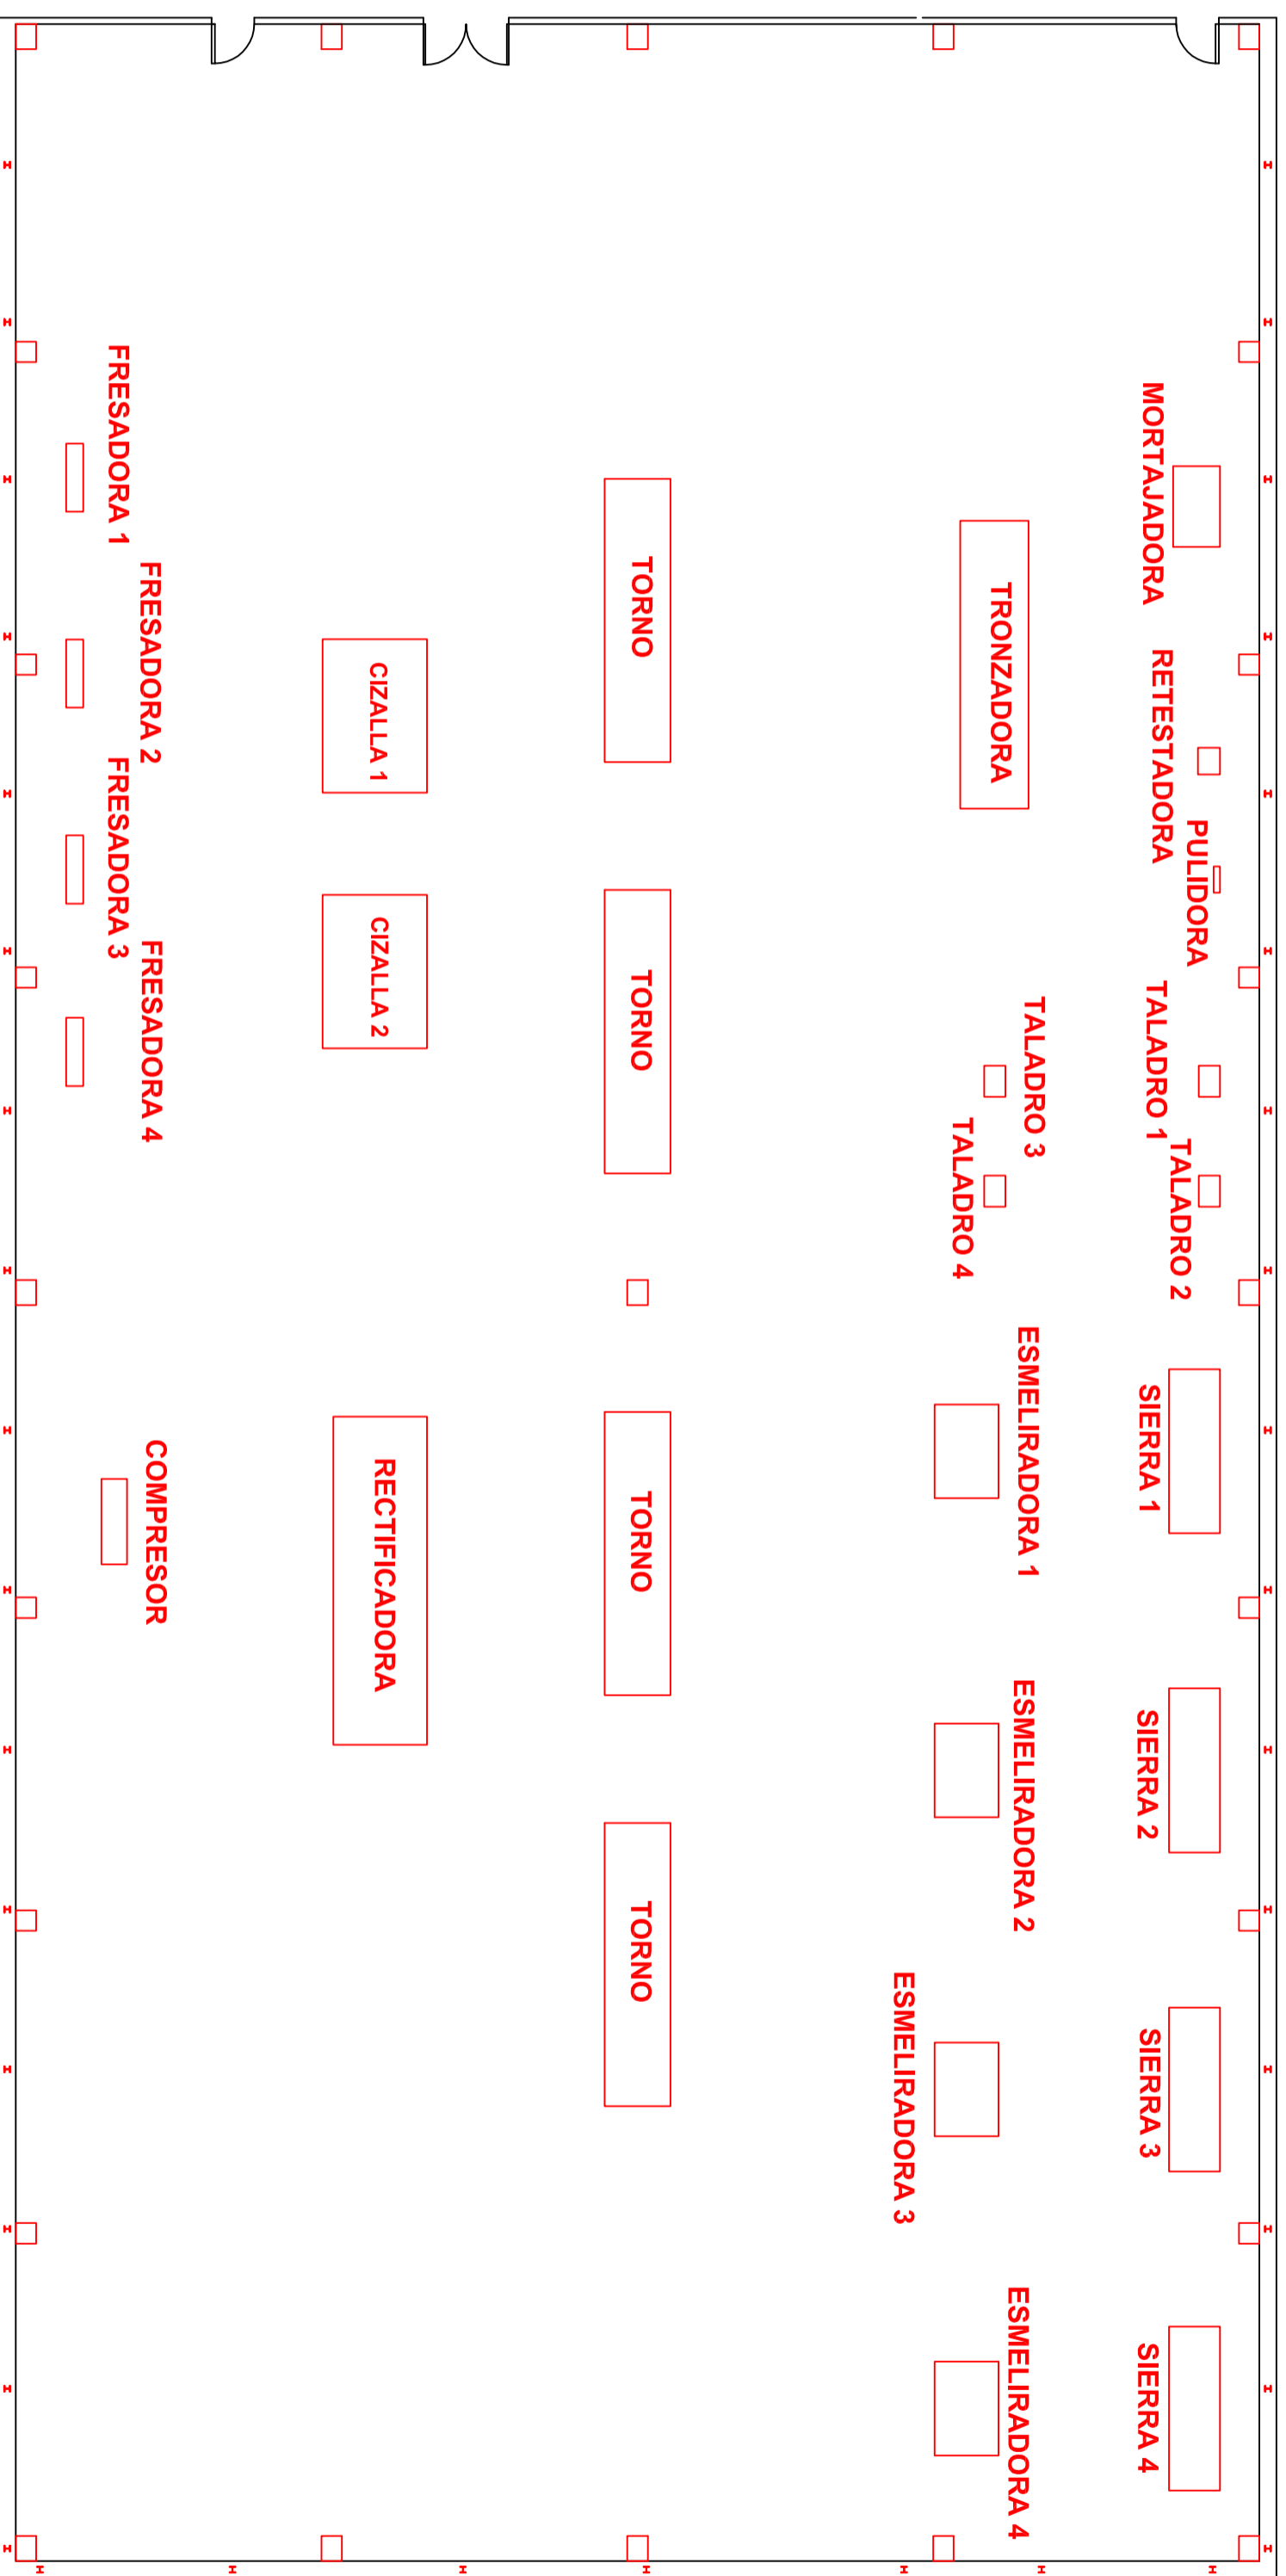 MORTAJADORA
RETESTADORA
PULIDORA
TALADRO 1
TALADRO 2
SIERRA 1
SIERRA 2
SIERRA 3
SIERRA 4
TRONZADORA
TALADRO 3
TALADRO 4
ESMELIRADORA 1
ESMELIRADORA 2
ESMELIRADORA 3
ESMELIRADORA 4
TORNO
TORNO
TORNO
TORNO
CIZALLA 1
CIZALLA 2
RECTIFICADORA
FRESADORA 1
FRESADORA 2
FRESADORA 3
FRESADORA 4
COMPRESOR